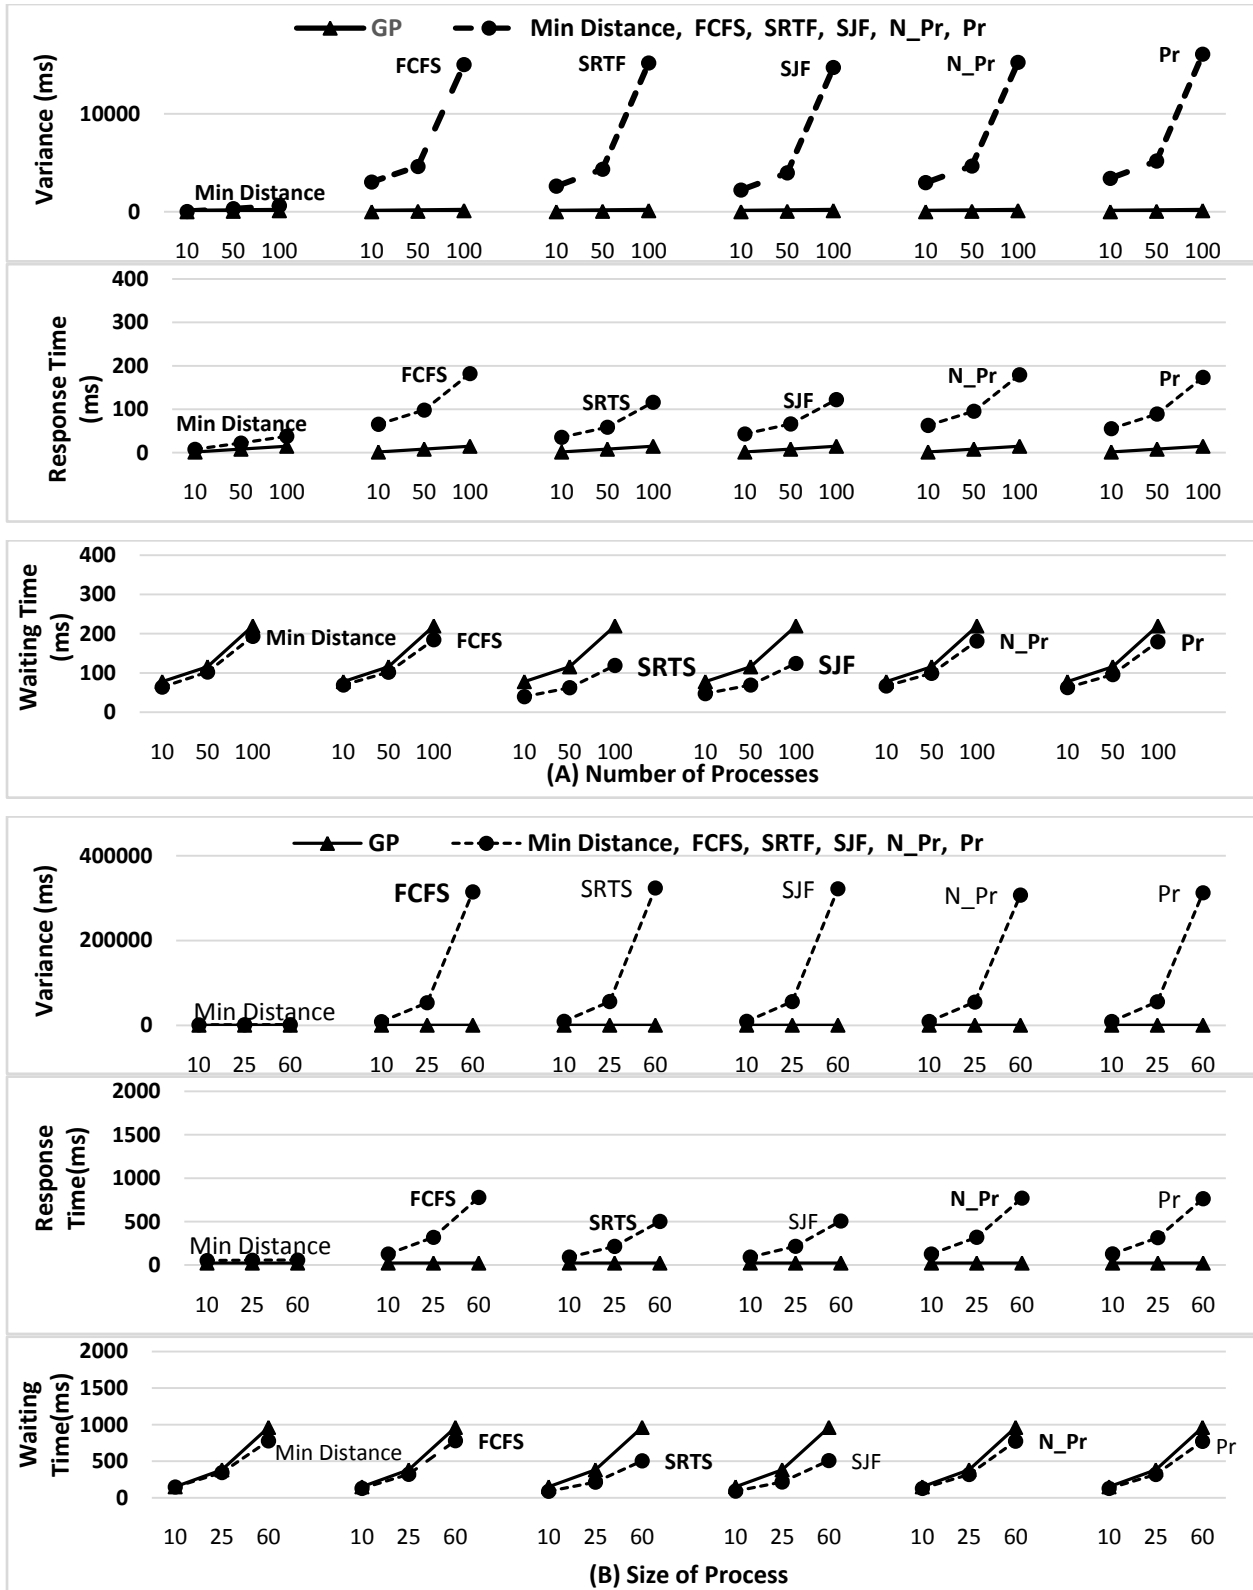 GP Min Distance, FCFS, SRTF, SJF, N_Pr, Pr
Variance (ms)
10000
0
Min Distance
FCFS
SRTF
SJF
N_Pr
Pr
10 50 100 10 50 100 10 50 100 10 50 100 10 50 100 10 50 100
Response Time
(ms)
400
300
200
100
0
Min Distance
FCFS
SRTS
SJF
N_Pr
Pr
10 50 100 10 50 100 10 50 100 10 50 100 10 50 100 10 50 100
Waiting Time
(ms)
400
300
200
100
0
Min Distance
FCFS
SRTS
SJF
N_Pr
Pr
10 50 100 10 50 100 10 50 100 10 50 100 10 50 100 10 50 100
(A) Number of Processes
GP Min Distance, FCFS, SRTF, SJF, N_Pr, Pr
Variance (ms)
400000
200000
0
Min Distance
FCFS
SRTS
SJF
N_Pr
Pr
10 25 60 10 25 60 10 25 60 10 25 60 10 25 60 10 25 60
Response
Time(ms)
2000
1500
1000
500
0
Min Distance
FCFS
SRTS
SJF
N_Pr
Pr
10 25 60 10 25 60 10 25 60 10 25 60 10 25 60 10 25 60
Waiting
Time(ms)
2000
1500
1000
500
0
Min Distance
FCFS
SRTS
SJF
N_Pr
Pr
10 25 60 10 25 60 10 25 60 10 25 60 10 25 60 10 25 60
(B) Size of Process